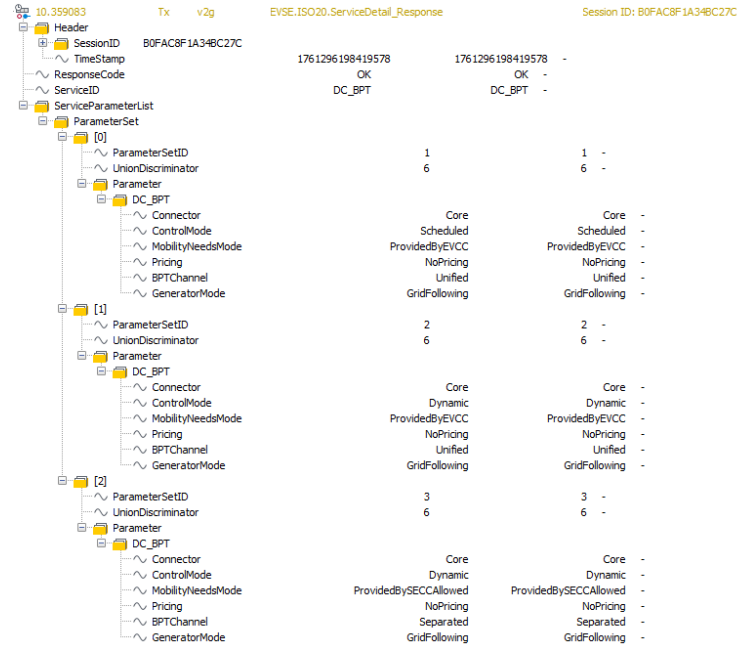 10.359083 Tx v2g EVSE.ISO20.ServiceDetail_Response Session ID: B0FAC8F1A34BC27C
Header
SessionID B0FAC8F1A34BC27C
TimeStamp 1761296198419578 1761296198419578 -
ResponseCode OK OK -
ServiceID DC_BPT DC_BPT -
ServiceParameterList
ParameterSet
[0]
ParameterSetID 1 1 -
UnionDiscriminator 6 6 -
Parameter
DC_BPT
Connector Core Core -
ControlMode Scheduled Scheduled -
MobilityNeedsMode ProvidedByEVCC ProvidedByEVCC -
Pricing NoPricing NoPricing -
BPTChannel Unified Unified -
GeneratorMode GridFollowing GridFollowing -
[1]
ParameterSetID 2 2 -
UnionDiscriminator 6 6 -
Parameter
DC_BPT
Connector Core Core -
ControlMode Dynamic Dynamic -
MobilityNeedsMode ProvidedByEVCC ProvidedByEVCC -
Pricing NoPricing NoPricing -
BPTChannel Unified Unified -
GeneratorMode GridFollowing GridFollowing -
[2]
ParameterSetID 3 3 -
UnionDiscriminator 6 6 -
Parameter
DC_BPT
Connector Core Core -
ControlMode Dynamic Dynamic -
MobilityNeedsMode ProvidedBySECCAllowed ProvidedBySECCAllowed -
Pricing NoPricing NoPricing -
BPTChannel Separated Separated -
GeneratorMode GridFollowing GridFollowing -